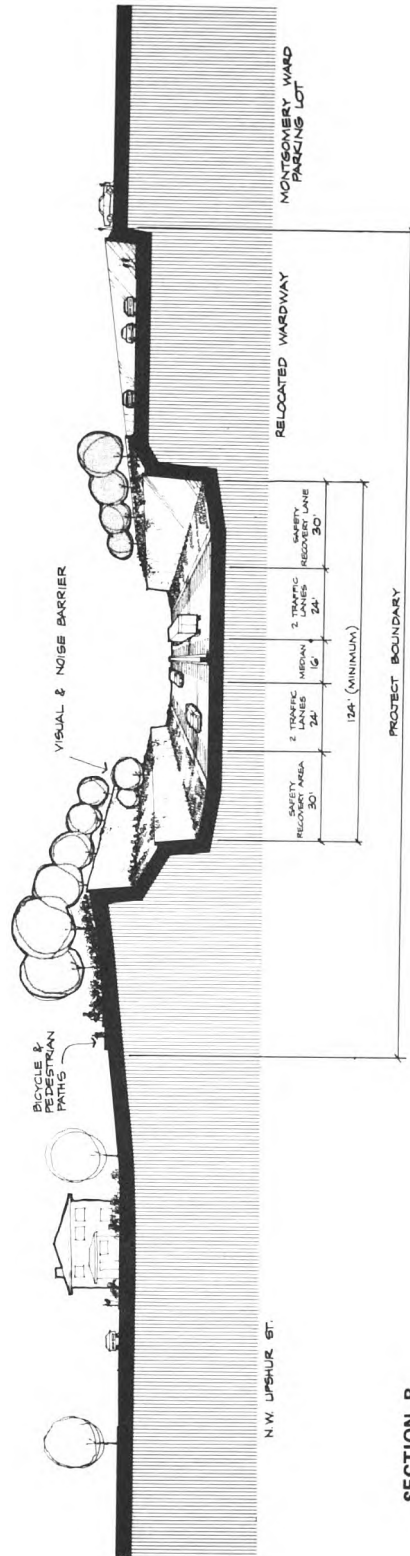 VISUAL & NOISE BARRIER
BICYCLE &
PEDESTRIAN
PATHS
N.W. UPSHUR ST.
RELOCATED WARDWAY
MONTGOMERY WARD
PARKING LOT
SAFETY
RECOVERY AREA
30'
2 TRAFFIC
LANES
24'
MEDIAN
16'
2 TRAFFIC
LANES
24'
SAFETY
RECOVERY LANE
30'
124' (MINIMUM)
PROJECT BOUNDARY
SECTION B